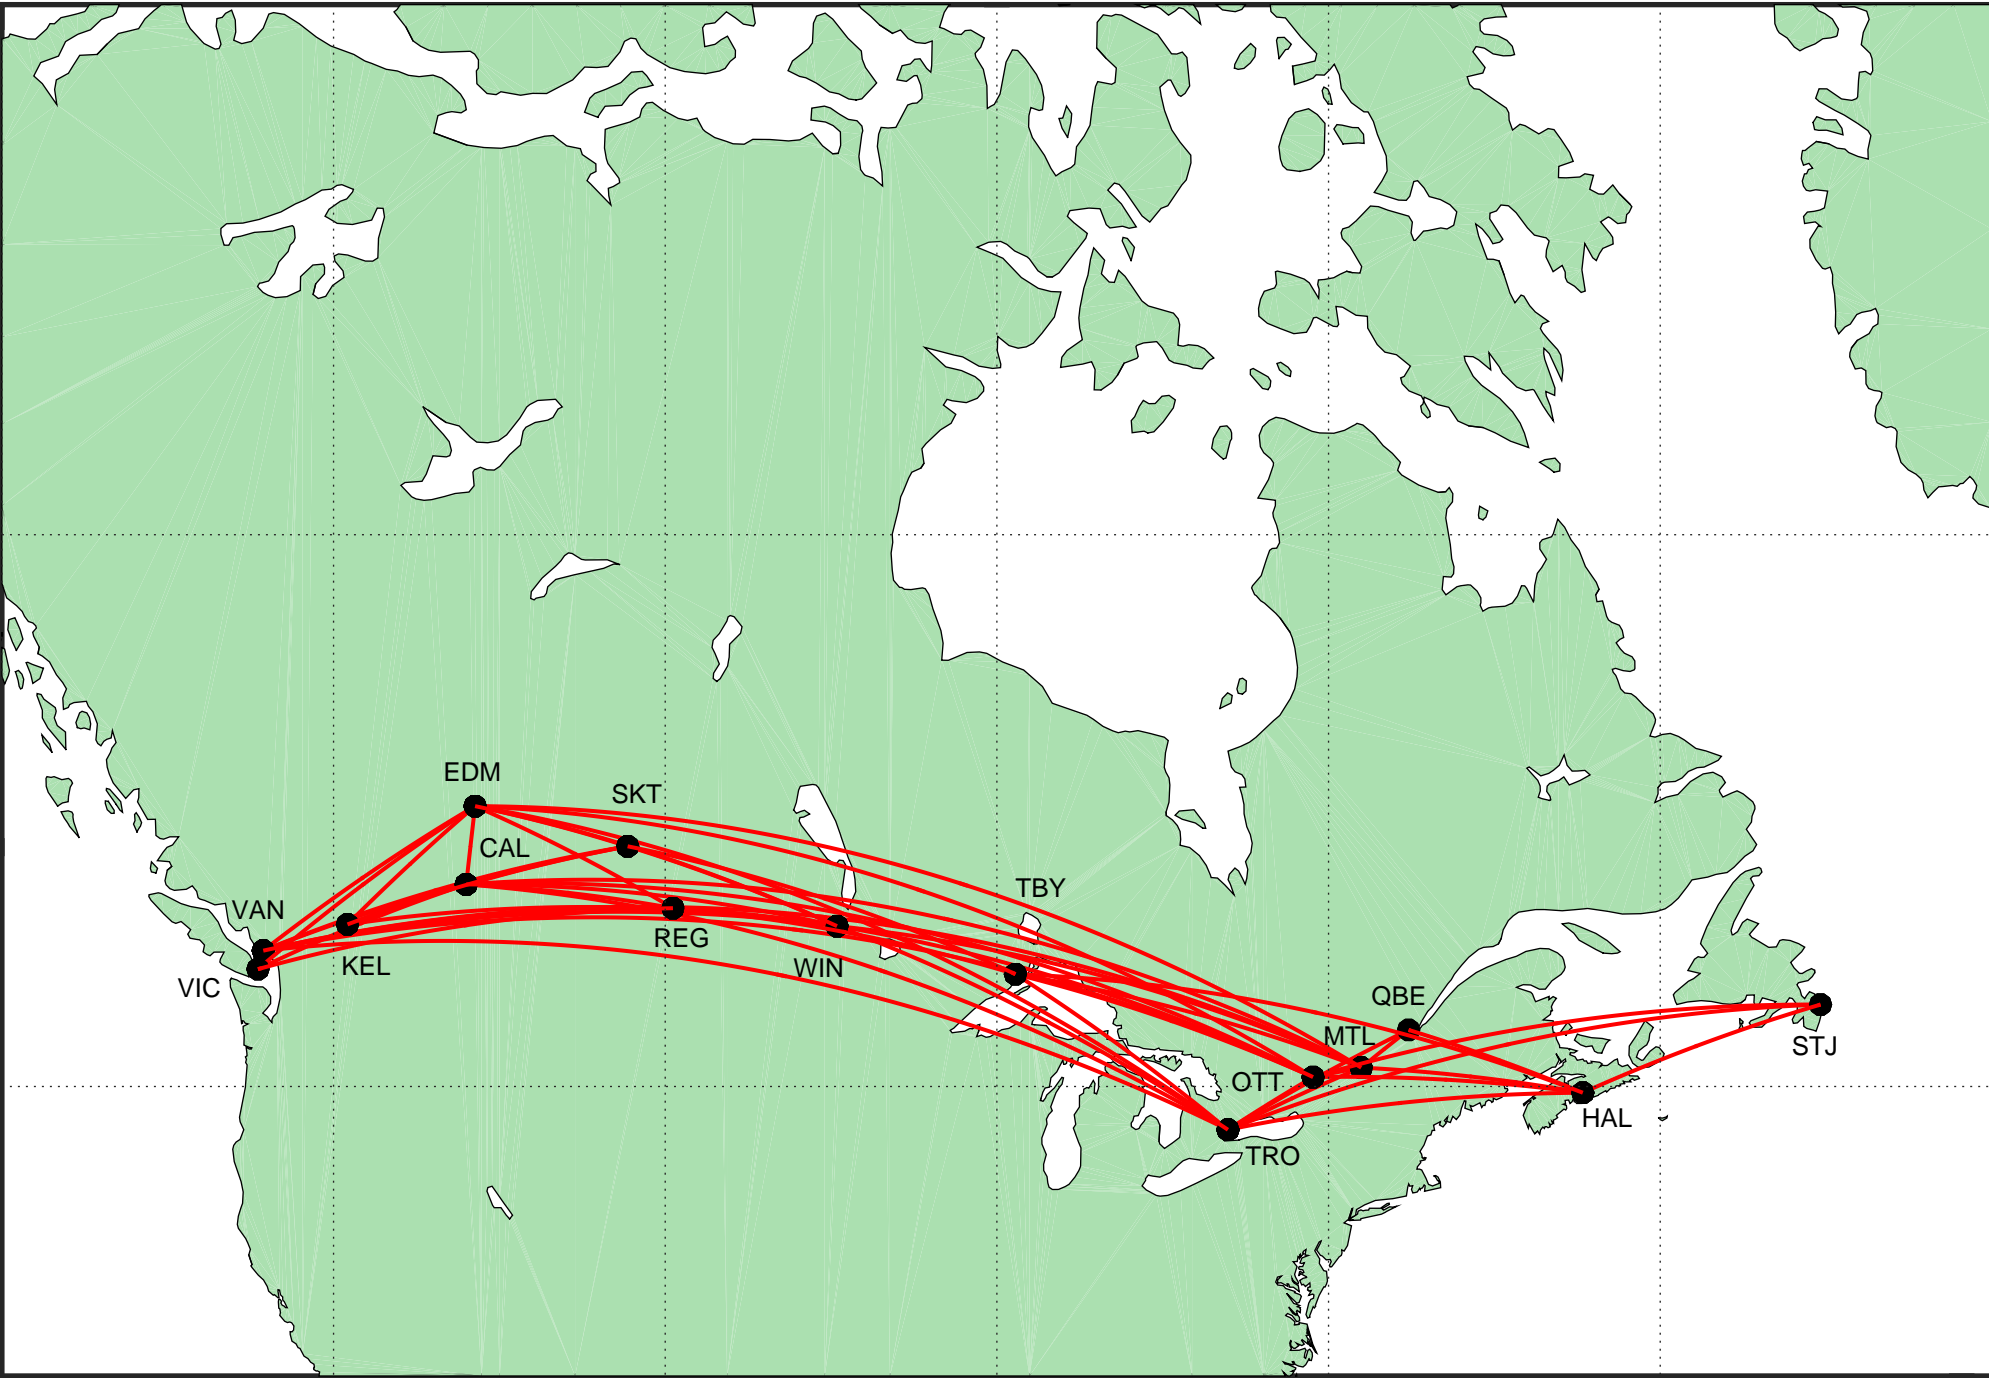 EDM
SKT
CAL
TBY
VAN
REG
KEL
WIN
VIC
QBE
MTL
STJ
OTT
HAL
TRO